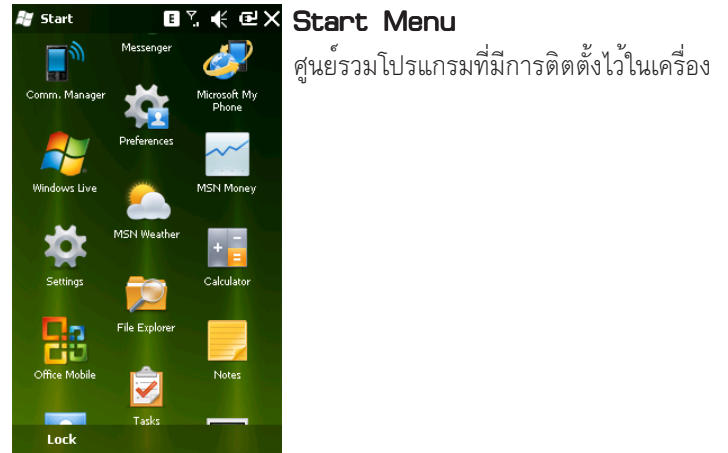 Start
E
Start Menu
ศูนย์รวมโปรแกรมที่มีการติตตั้งไว้ในเครื่อง
Messenger
Comm. Manager
Microsoft My
Phone
Preferences
Windows Live
MSN Money
MSN Weather
Settings
Calculator
File Explorer
Office Mobile
Notes
Tasks
Lock